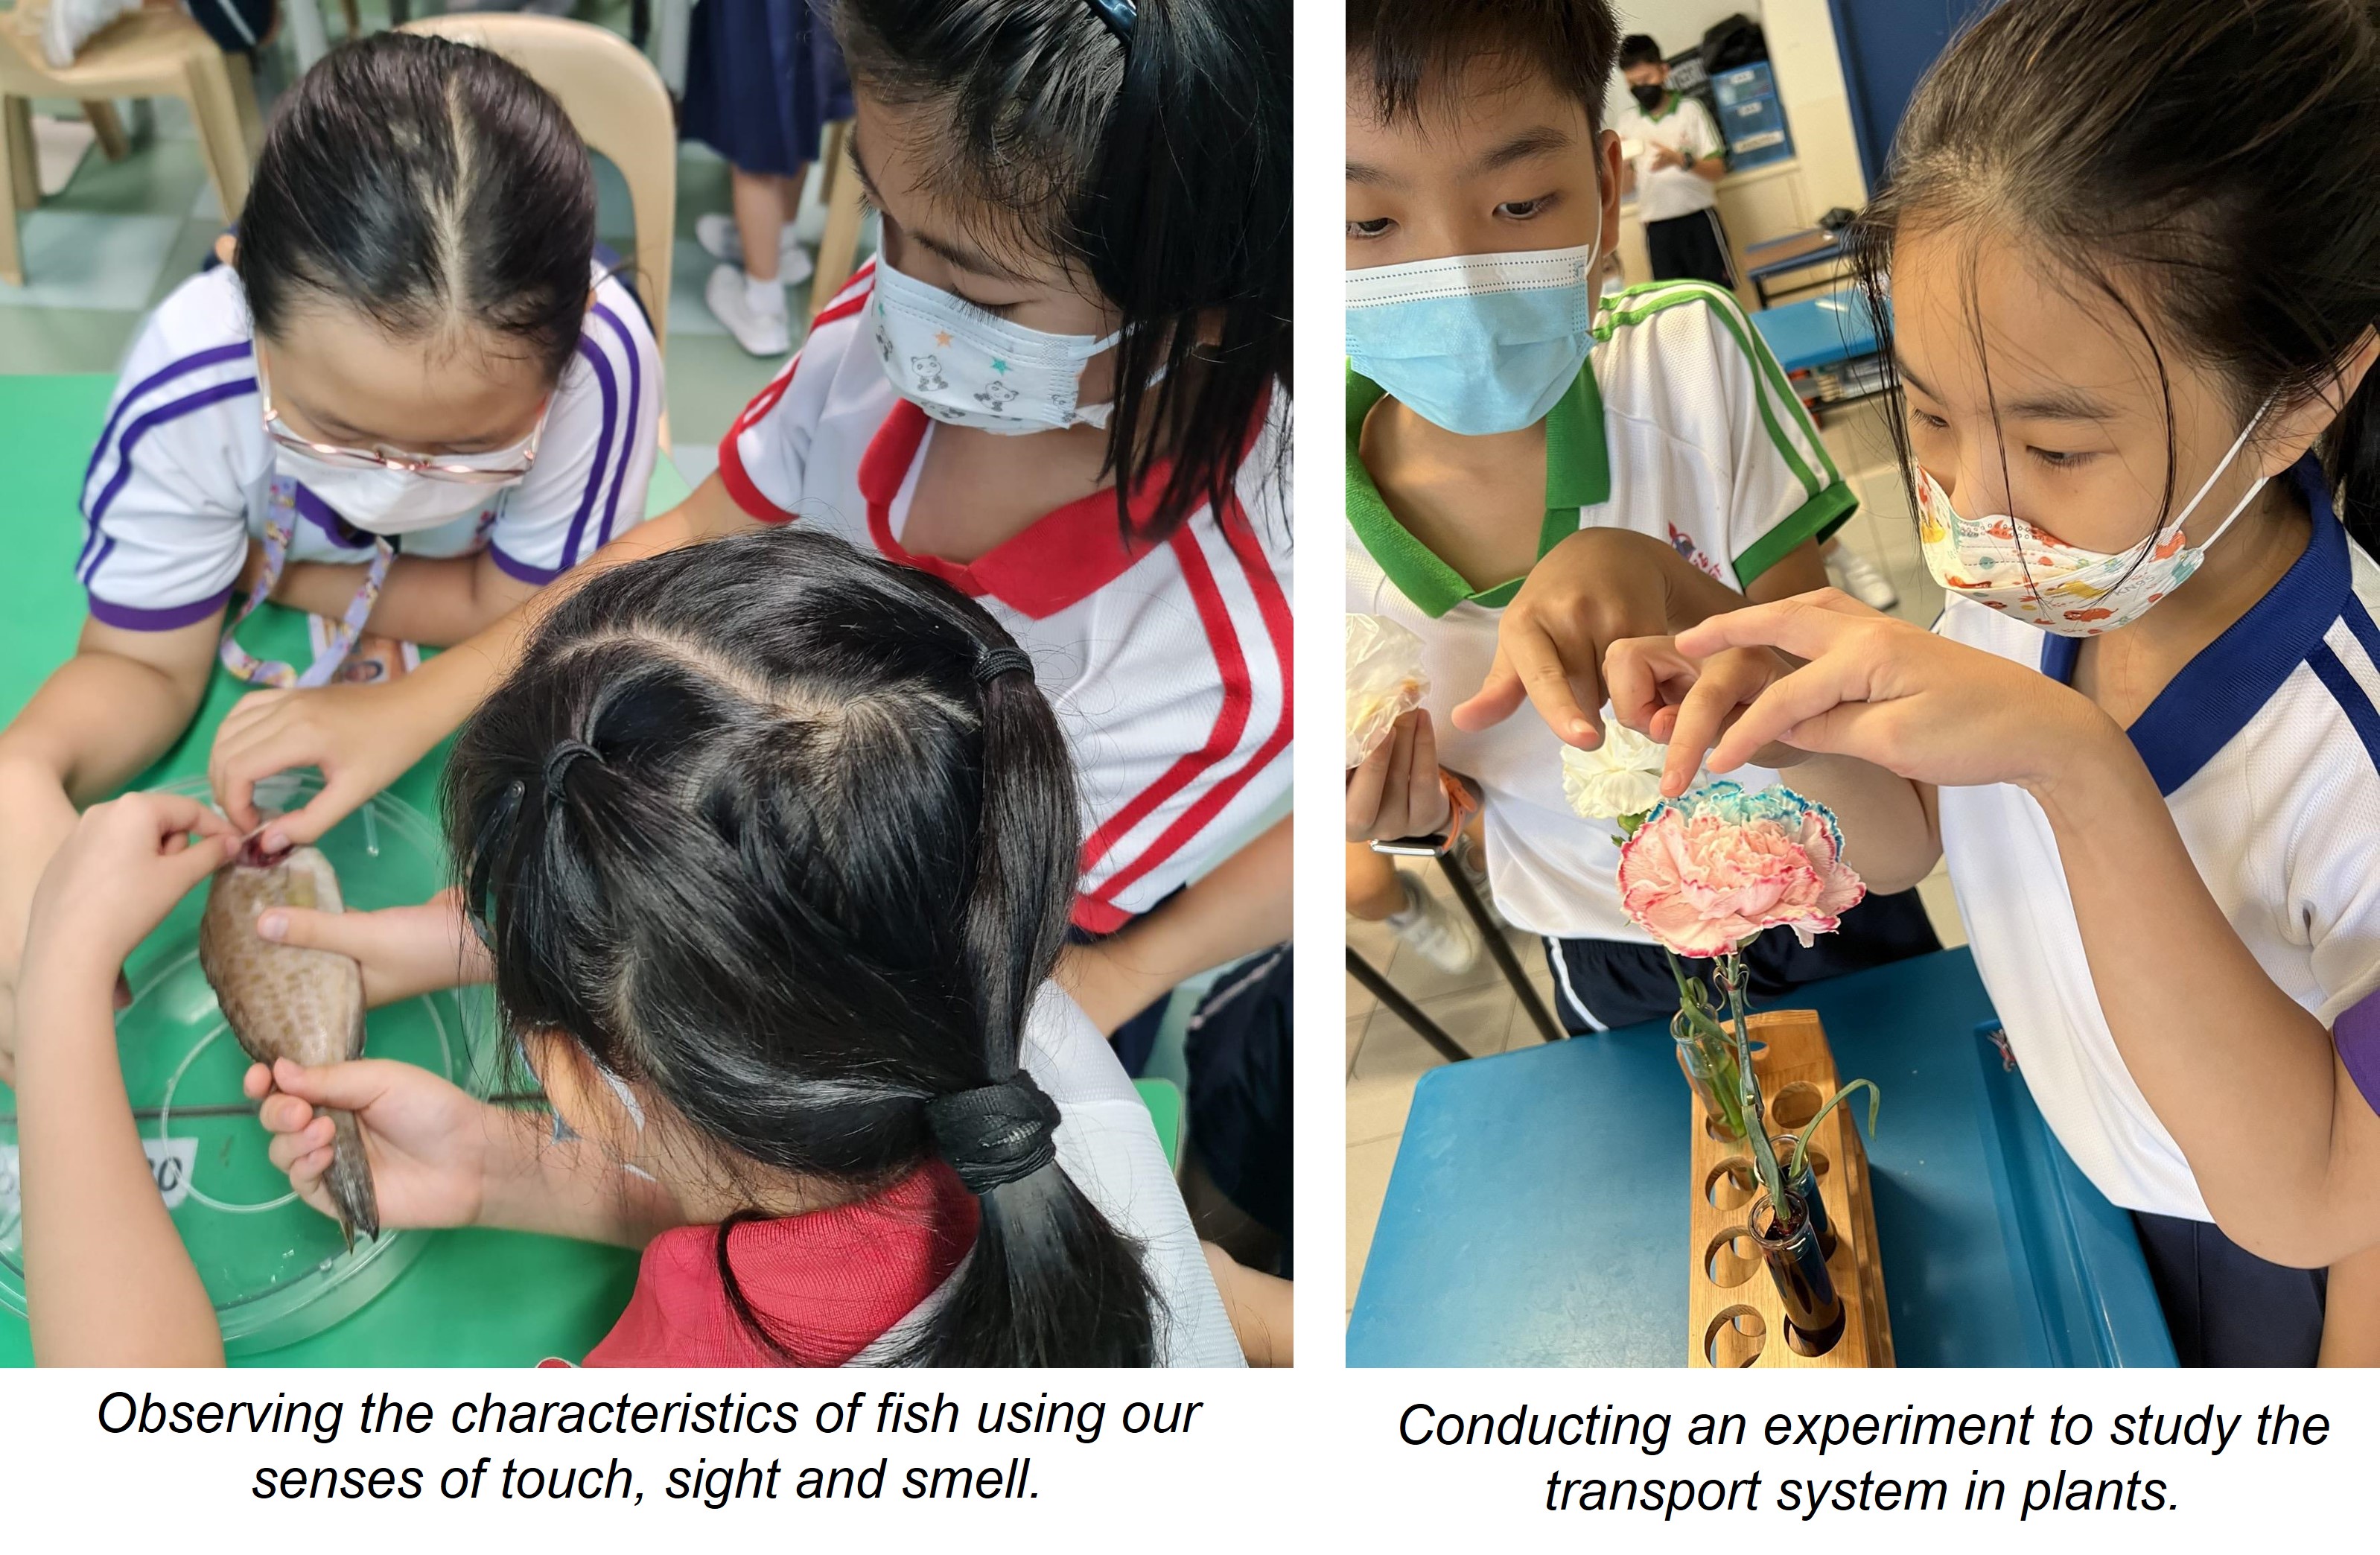 Observing the characteristics of fish using our
senses of touch, sight and smell.
Conducting an experiment to study the
transport system in plants.